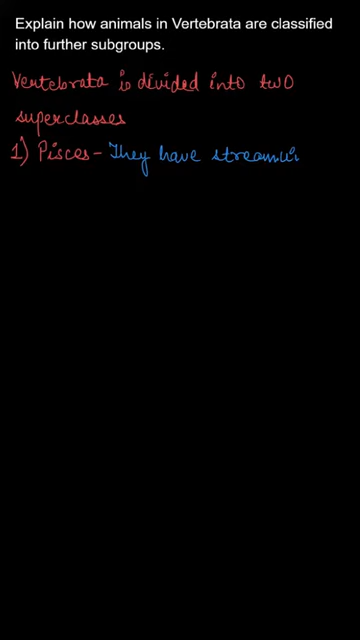 Explain how animals in Vertebrata are classified
into further subgroups.
Vertebrata is divided into two
superclasses
1) Pisces - They have